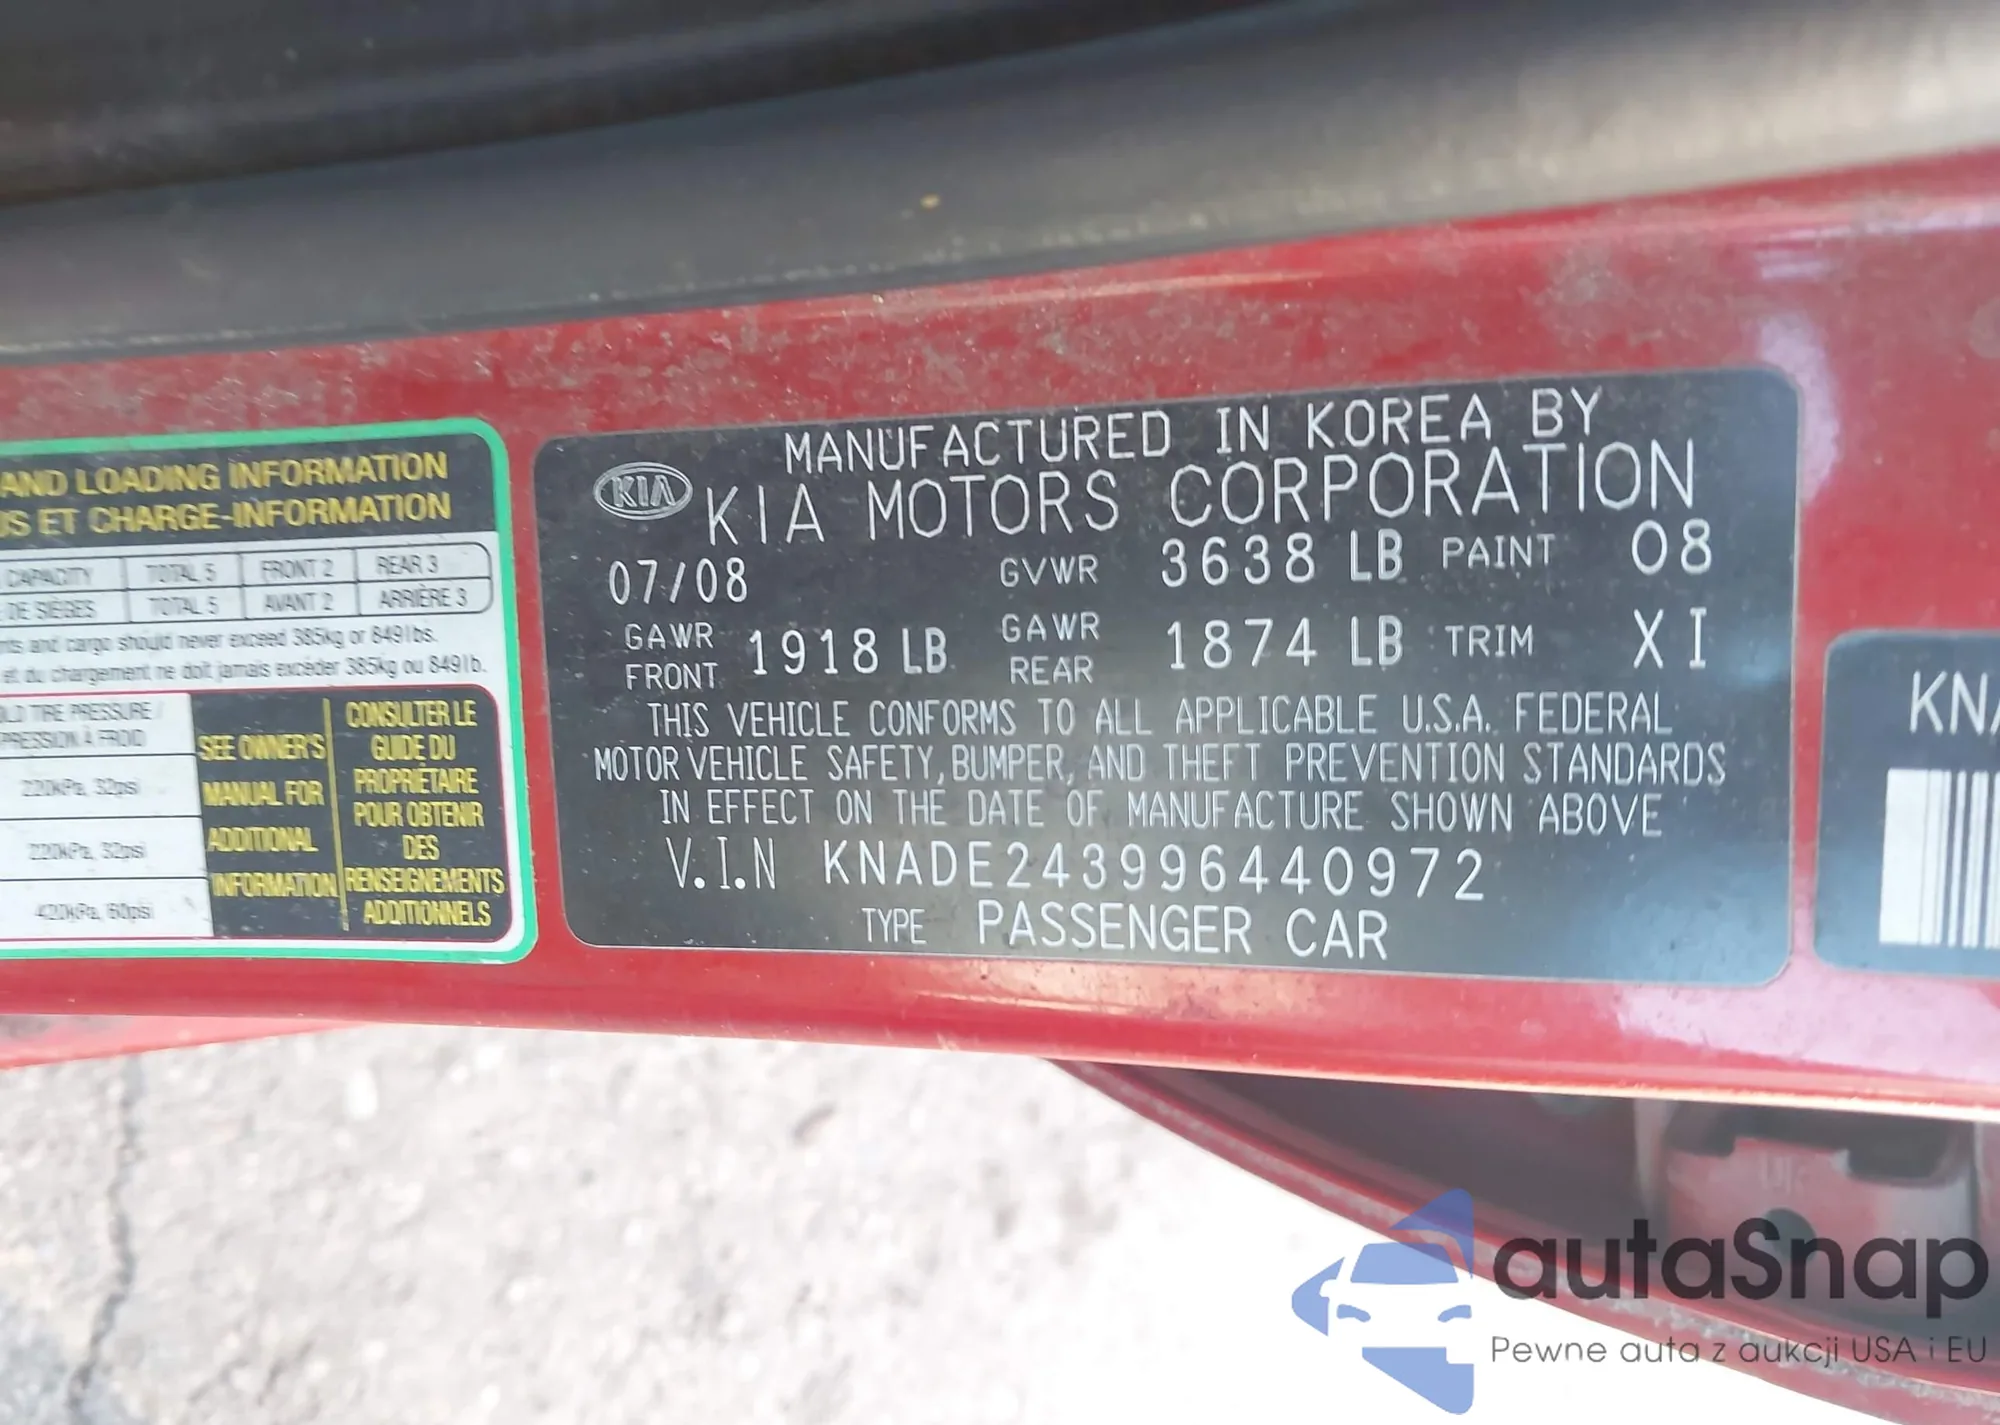 AND LOADING INFORMATION
US ET CHARGE-INFORMATION
CAPACITY TOTAL 5 FRONT 2 REAR 3
DE SIÈGES TOTAL 5 AVANT 2 ARRIÈRE 3
and cargo should never exceed 385kg or 849lbs.
et du chargement ne doit jamais excéder 385kg ou 849lb.
TIRE PRESSURE /
PRESSION À FROID
220kPa, 32psi
220kPa, 32psi
420kPa, 60psi
SEE OWNER'S
MANUAL FOR
ADDITIONAL
INFORMATION
CONSULTER LE
GUIDE DU
PROPRIÉTAIRE
POUR OBTENIR
DES
RENSEIGNEMENTS
ADDITIONNELS
MANUFACTURED IN KOREA BY
KIA KIA MOTORS CORPORATION
07/08 GVWR 3638 LB PAINT 08
GAWR FRONT 1918 LB GAWR REAR 1874 LB TRIM XI
THIS VEHICLE CONFORMS TO ALL APPLICABLE U.S.A. FEDERAL
MOTOR VEHICLE SAFETY, BUMPER, AND THEFT PREVENTION STANDARDS
IN EFFECT ON THE DATE OF MANUFACTURE SHOWN ABOVE
V.I.N KNADE243996440972
TYPE PASSENGER CAR
KNA
autaSnap
Pewne auta z aukcji USA i EU